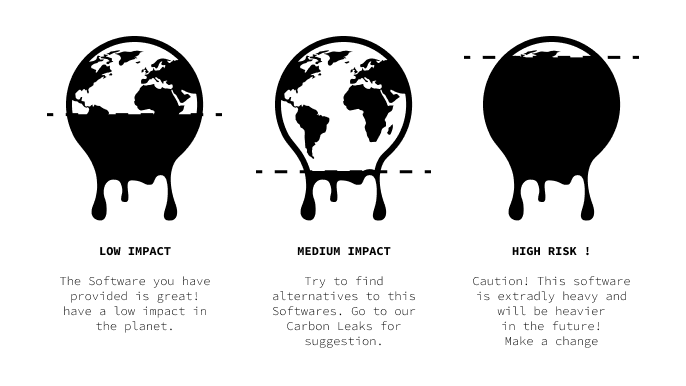 LOW IMPACT
The Software you have
provided is great!
have a low impact in
the planet.
MEDIUM IMPACT
Try to find
alternatives to this
Softwares. Go to our
Carbon Leaks for
suggestion.
HIGH RISK !
Caution! This software
is extradly heavy and
will be heavier
in the future!
Make a change